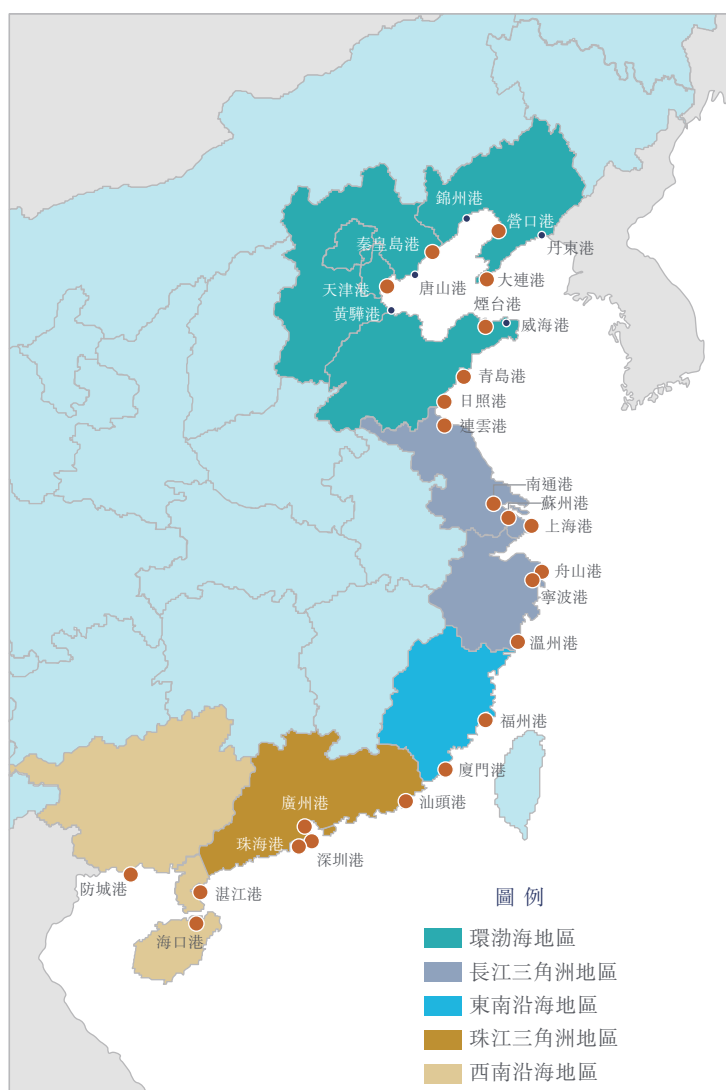 錦州港
營口港
秦皇島港
丹東港
大連港
天津港
唐山港
煙台港
黃驊港
威海港
青島港
日照港
連雲港
南通港
蘇州港
上海港
舟山港
寧波港
溫州港
福州港
廈門港
汕頭港
廣州港
珠海港
深圳港
防城港
湛江港
海口港
圖例
環渤海地區
長江三角洲地區
東南沿海地區
珠江三角洲地區
西南沿海地區